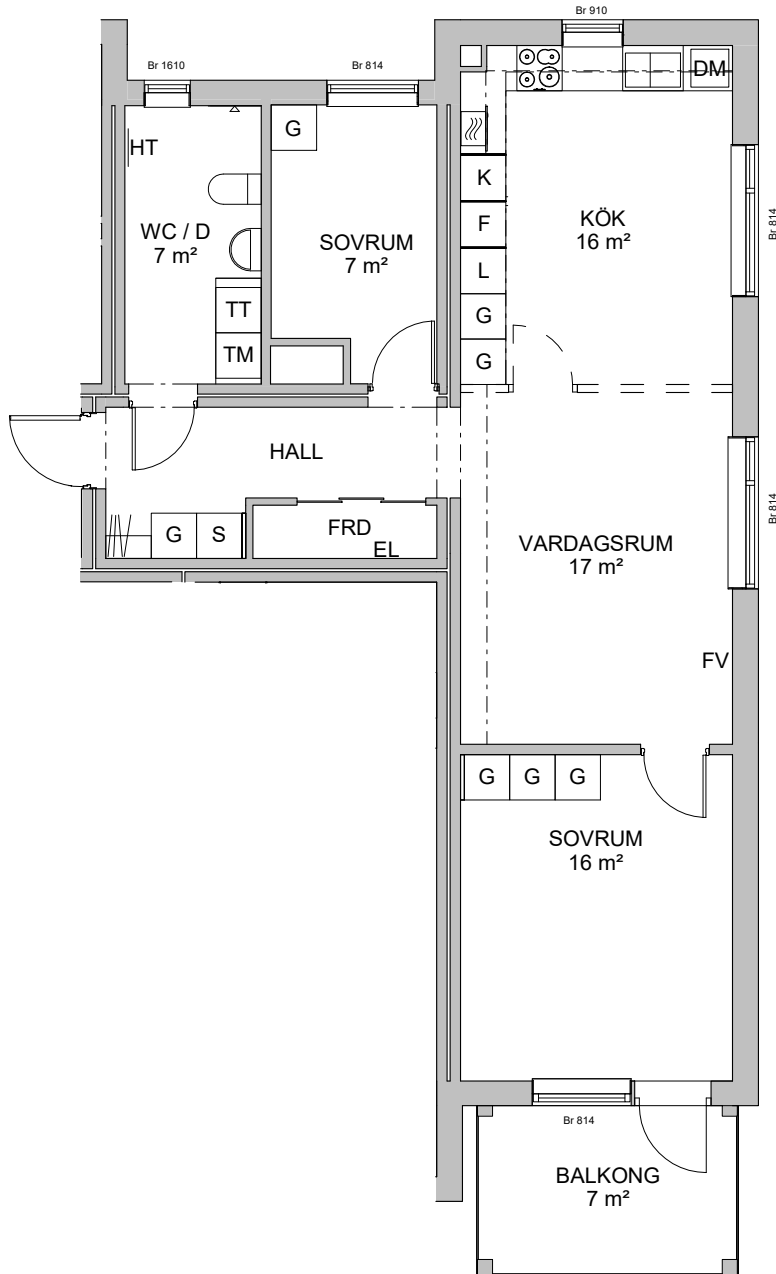 Br 910
Br 1610
Br 814
DM
G
HT
K
WC / D
7 m²
SOVRUM
7 m²
F
KÖK
16 m²
Br 814
L
TT
G
TM
G
HALL
Br 814
G
S
FRD
EL
VARDAGSRUM
17 m²
FV
G
G
G
SOVRUM
16 m²
Br 814
BALKONG
7 m²